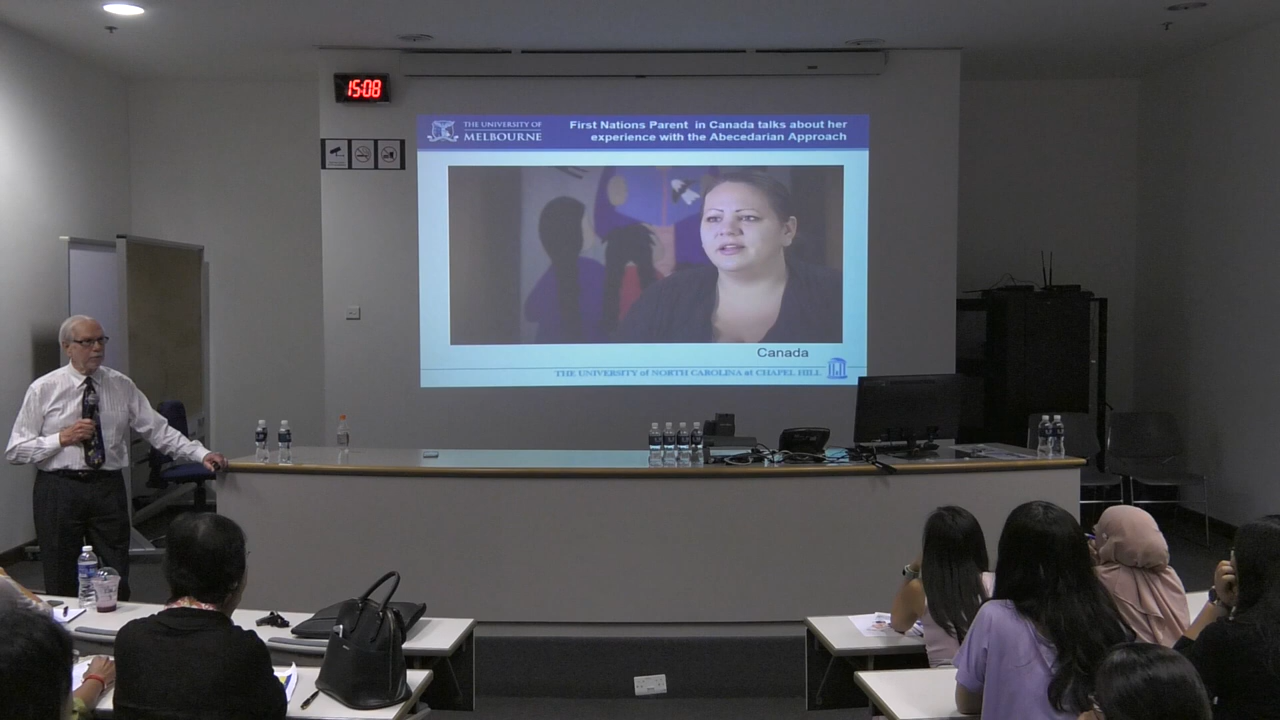 15:08
THE UNIVERSITY OF
MELBOURNE
First Nations Parent in Canada talks about her
experience with the Abecedarian Approach
Canada
THE UNIVERSITY of NORTH CAROLINA at CHAPEL HILL